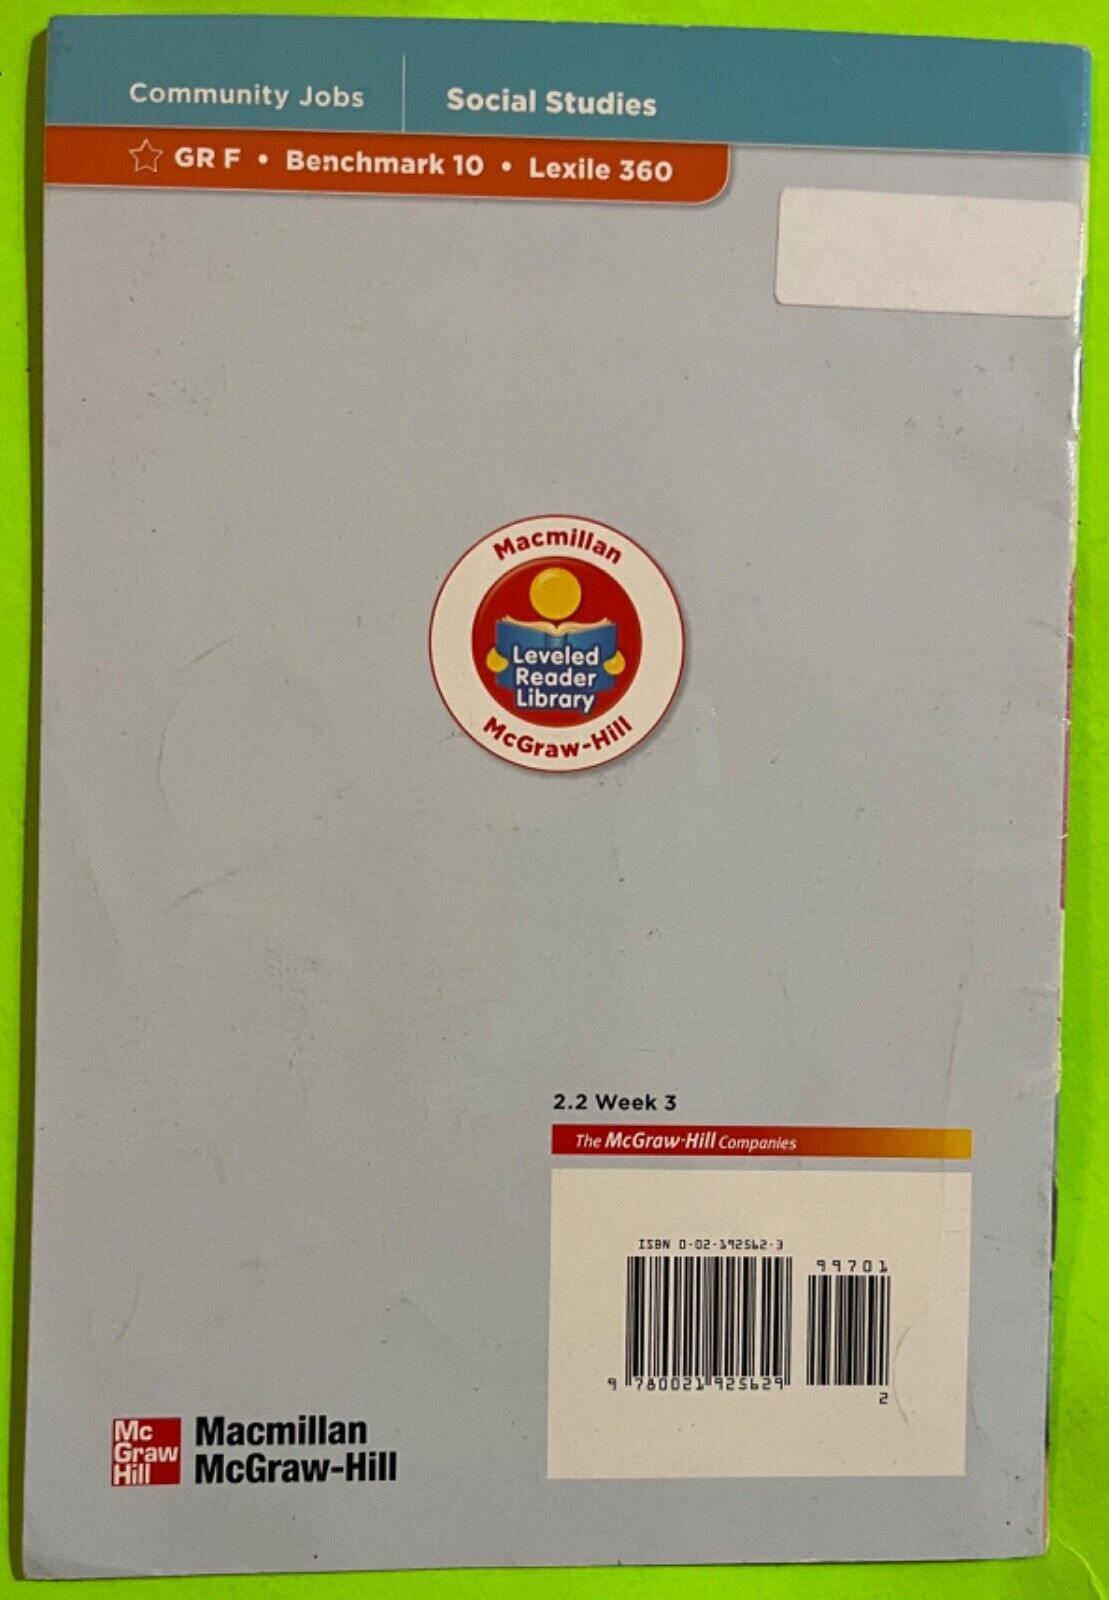 Community Jobs
Social Studies
GR F • Benchmark 10 • Lexile 360
Macmillan
Leveled
Reader
Library
McGraw-Hill
2.2 Week 3
The McGraw-Hill Companies
ISBN 0-02-192562-3
99701
9 780021 925629
2
Mc
Graw
Hill
Macmillan
McGraw-Hill